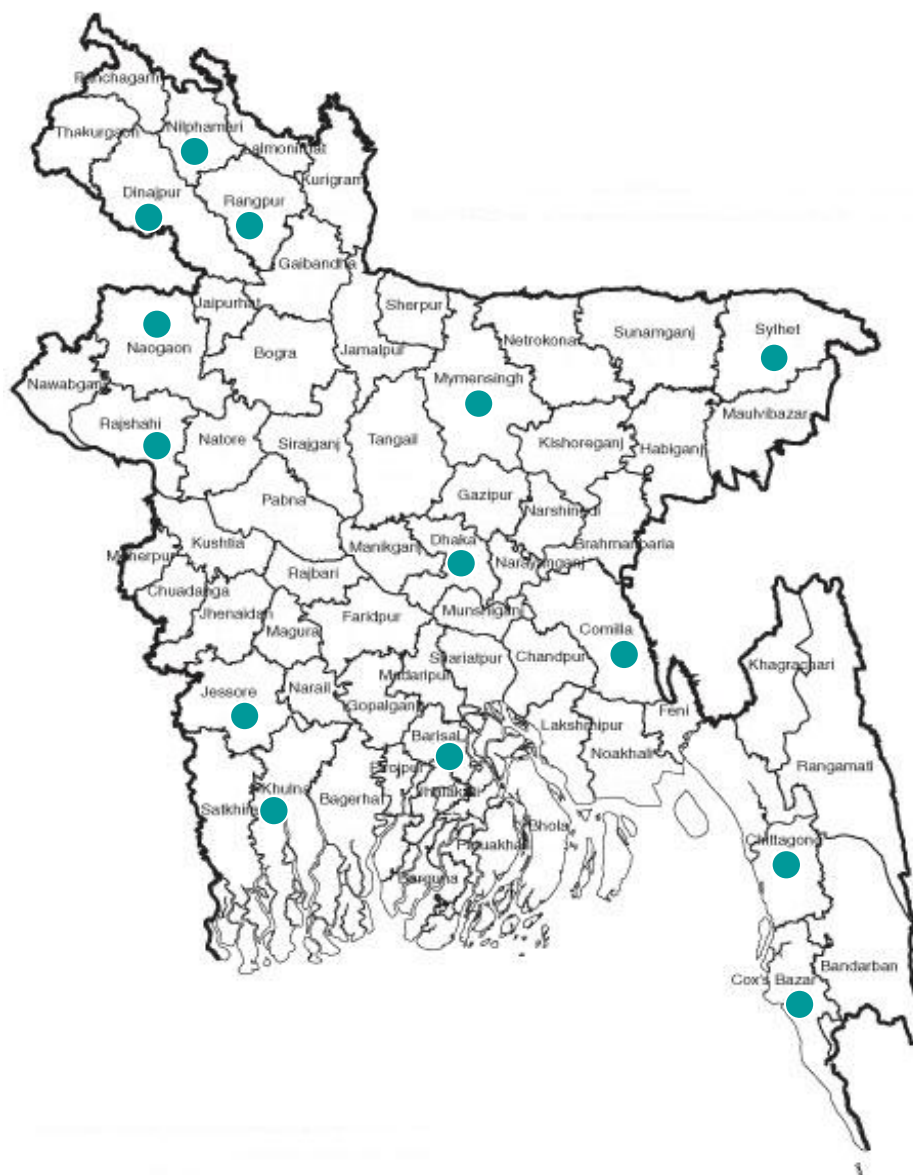 Panchagarh
Thakurgaon
Nilphamari
Lalmonirhat
Kurigram
Dinajpur
Rangpur
Gaibandha
Jaipurhat
Sherpur
Naogaon
Bogra
Jamalpur
Netrokona
Sunamganj
Sylhet
Nawabganj
Mymensingh
Rajshahi
Natore
Sirajganj
Tangail
Kishoreganj
Habiganj
Maulvibazar
Pabna
Gazipur
Narshingdi
Kushtia
Manikganj
Dhaka
Brahmanbaria
Meherpur
Rajbari
Narayanganj
Chuadanga
Jhenaidah
Magura
Faridpur
Munshiganj
Comilla
Shariatpur
Chandpur
Khagrachari
Madaripur
Jessore
Narail
Gopalganj
Feni
Barisal
Lakshmipur
Noakhali
Rangamati
Pirojpur
Jhalakati
Satkhira
Khulna
Bagerhat
Bhola
Patuakhali
Chittagong
Barguna
Cox's Bazar
Bandarban